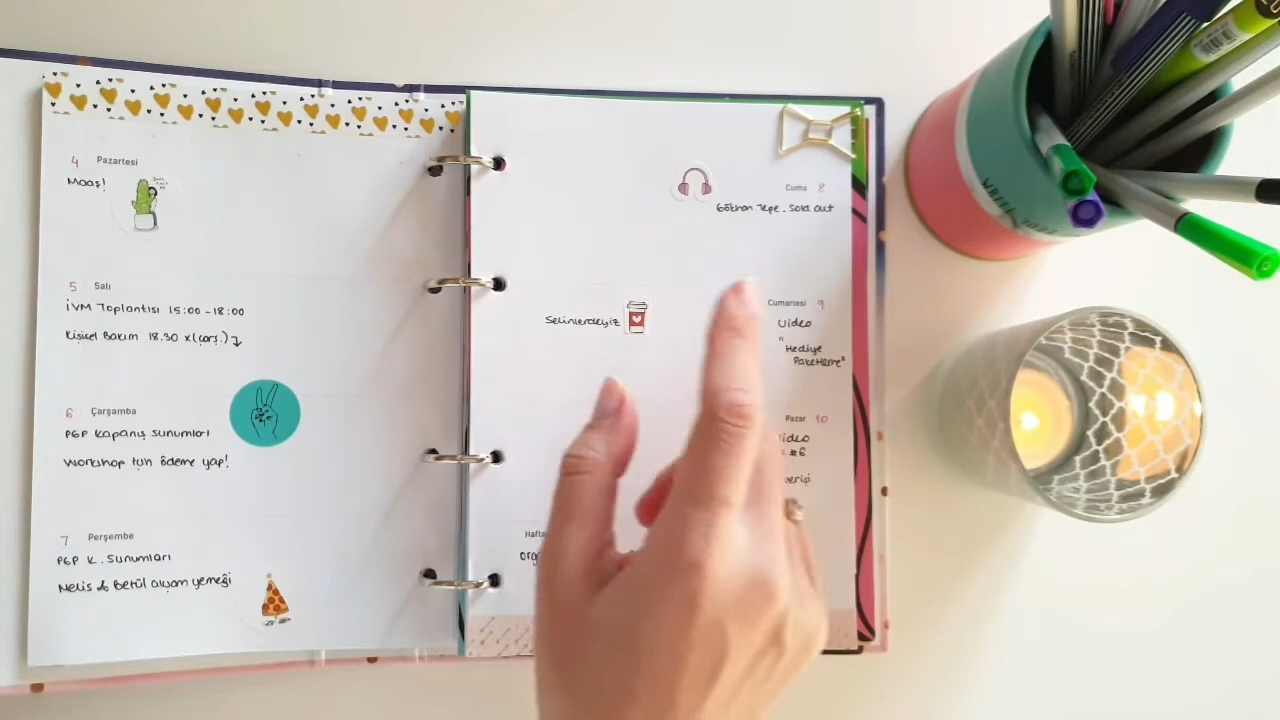 4 Pazartesi
Maaş!
5 Salı
İVM Toplantısı 15:00 - 18:00
Kişisel Bakım 18.30 x (çarş.)
6 Çarşamba
PGP Kapanış Sunumları
Workshop için ödeme yap!
7 Perşembe
PGP K. Sunumları
Nelis & Betül akşam yemeği
Cuma 8
Gökhan Tepe - Sold Out
Cumartesi 9
Selinlerdeyiz
Video
"Hediye
Paketleme"
Pazar 10
#6
Hafta